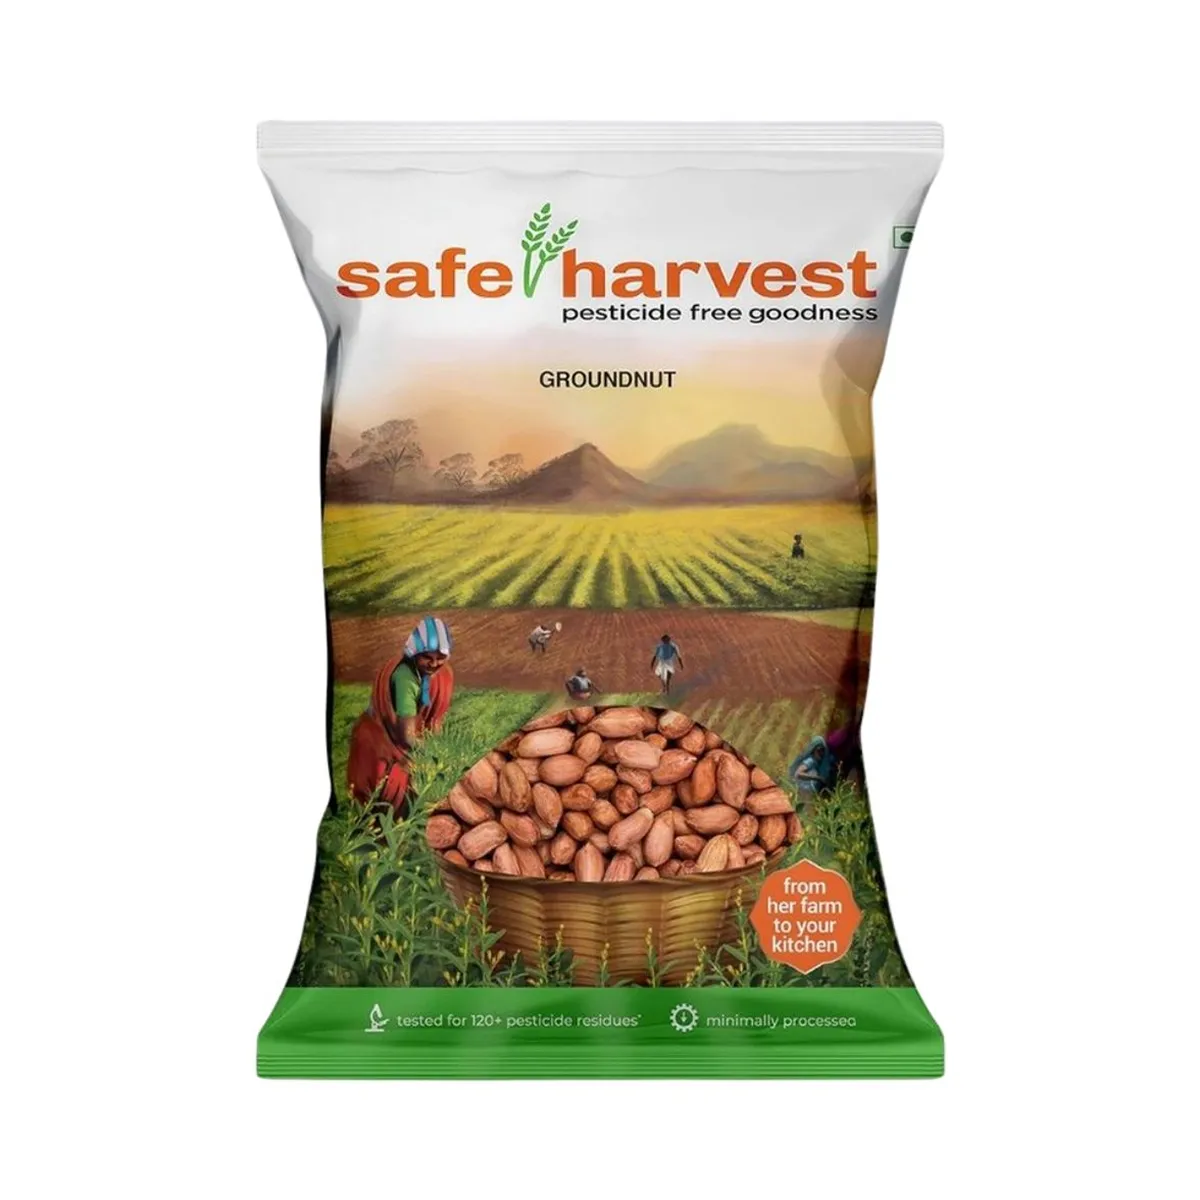 safe harvest
pesticide free goodness
GROUNDNUT
from
her farm
to your
kitchen
tested for 120+ pesticide residues*
minimally processed